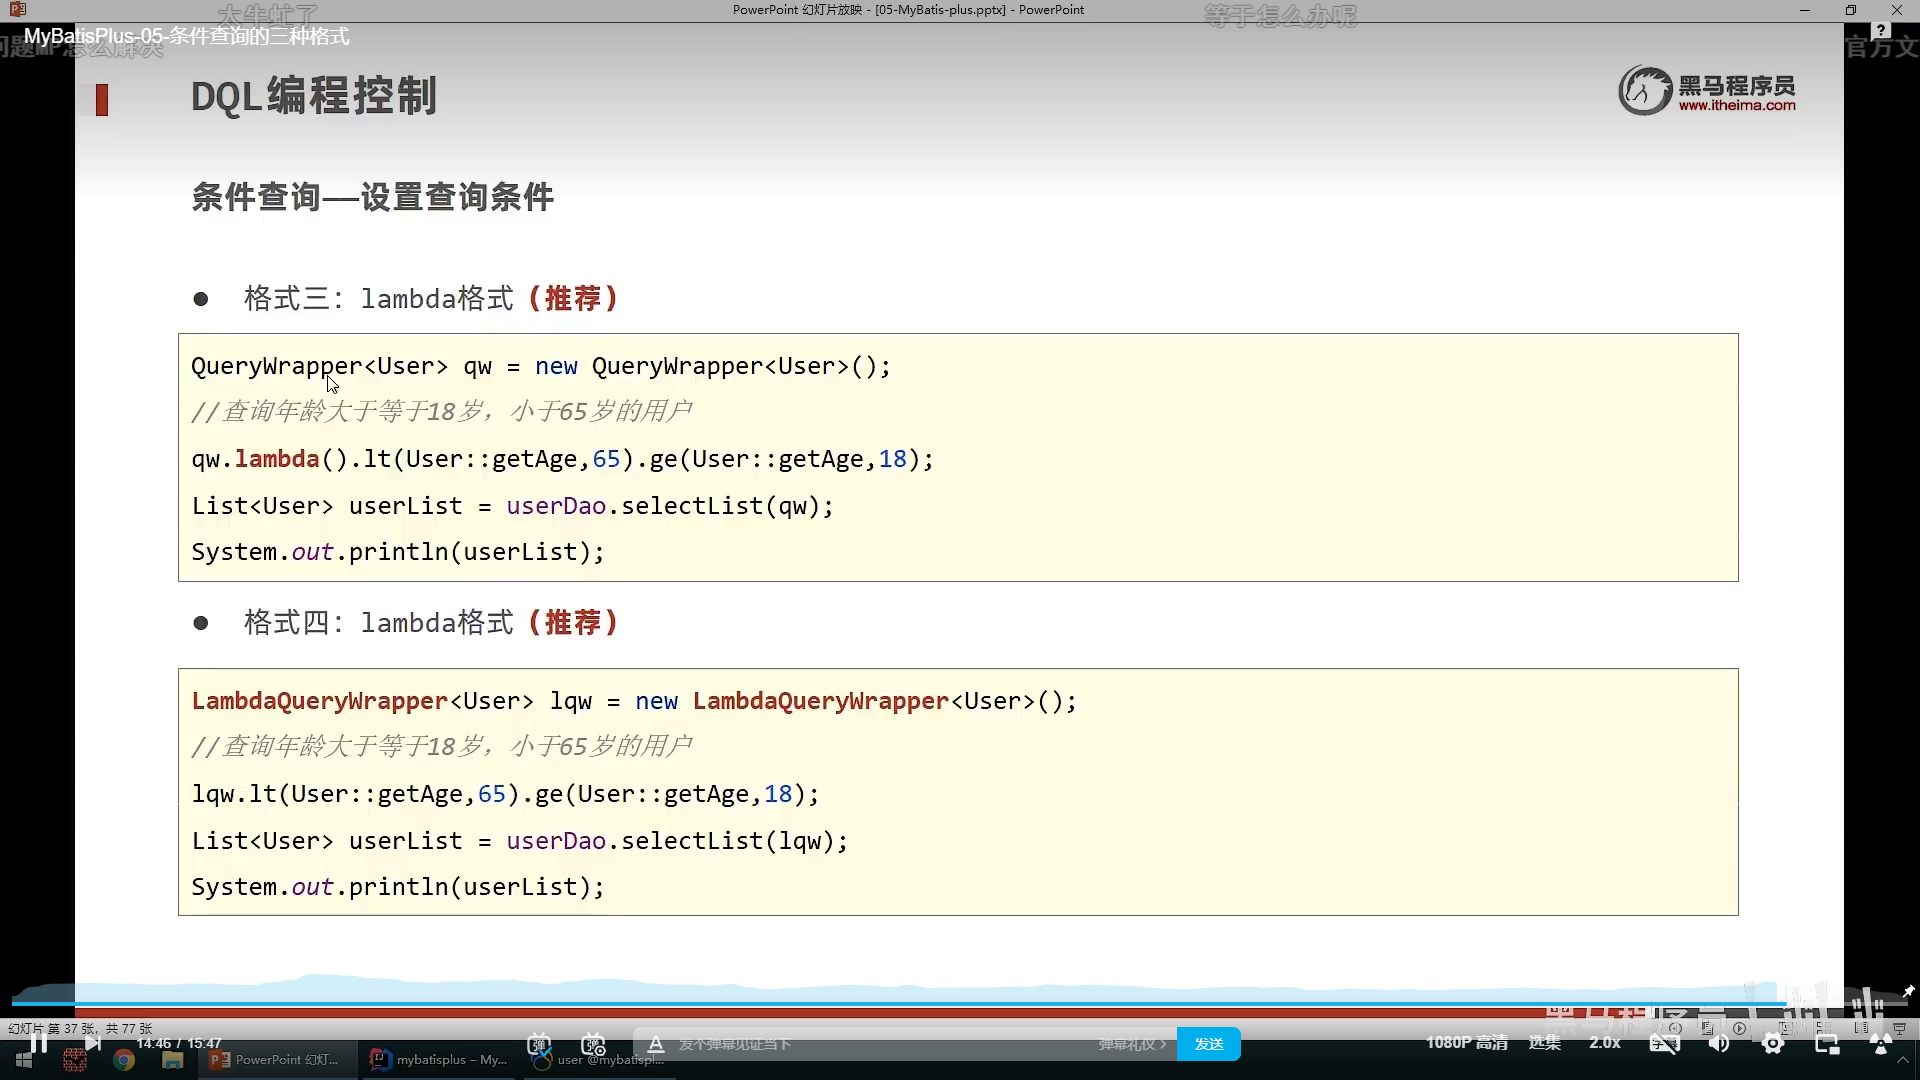 PowerPoint 幻灯片放映 - [05-MyBatis-plus.pptx] - PowerPoint
太牛虻了
等于怎么办呢
MyBatisPlus-05-条件查询的三种格式
问题MP怎么解决
官方文
DQL编程控制
黑马程序员
www.itheima.com
条件查询——设置查询条件
格式三：lambda格式（推荐）
QueryWrapper<User> qw = new QueryWrapper<User>();
//查询年龄大于等于18岁，小于65岁的用户
qw.lambda().lt(User::getAge,65).ge(User::getAge,18);
List<User> userList = userDao.selectList(qw);
System.out.println(userList);
格式四：lambda格式（推荐）
LambdaQueryWrapper<User> lqw = new LambdaQueryWrapper<User>();
//查询年龄大于等于18岁，小于65岁的用户
lqw.lt(User::getAge,65).ge(User::getAge,18);
List<User> userList = userDao.selectList(lqw);
System.out.println(userList);
幻灯片 第 37 张，共 77 张
14:46 / 15:47
发个弹幕见证当下
弹幕礼仪 >
发送
1080P 高清
选集
2.0x
PowerPoint 幻灯...
mybatisplus – My...
user @mybatispl...